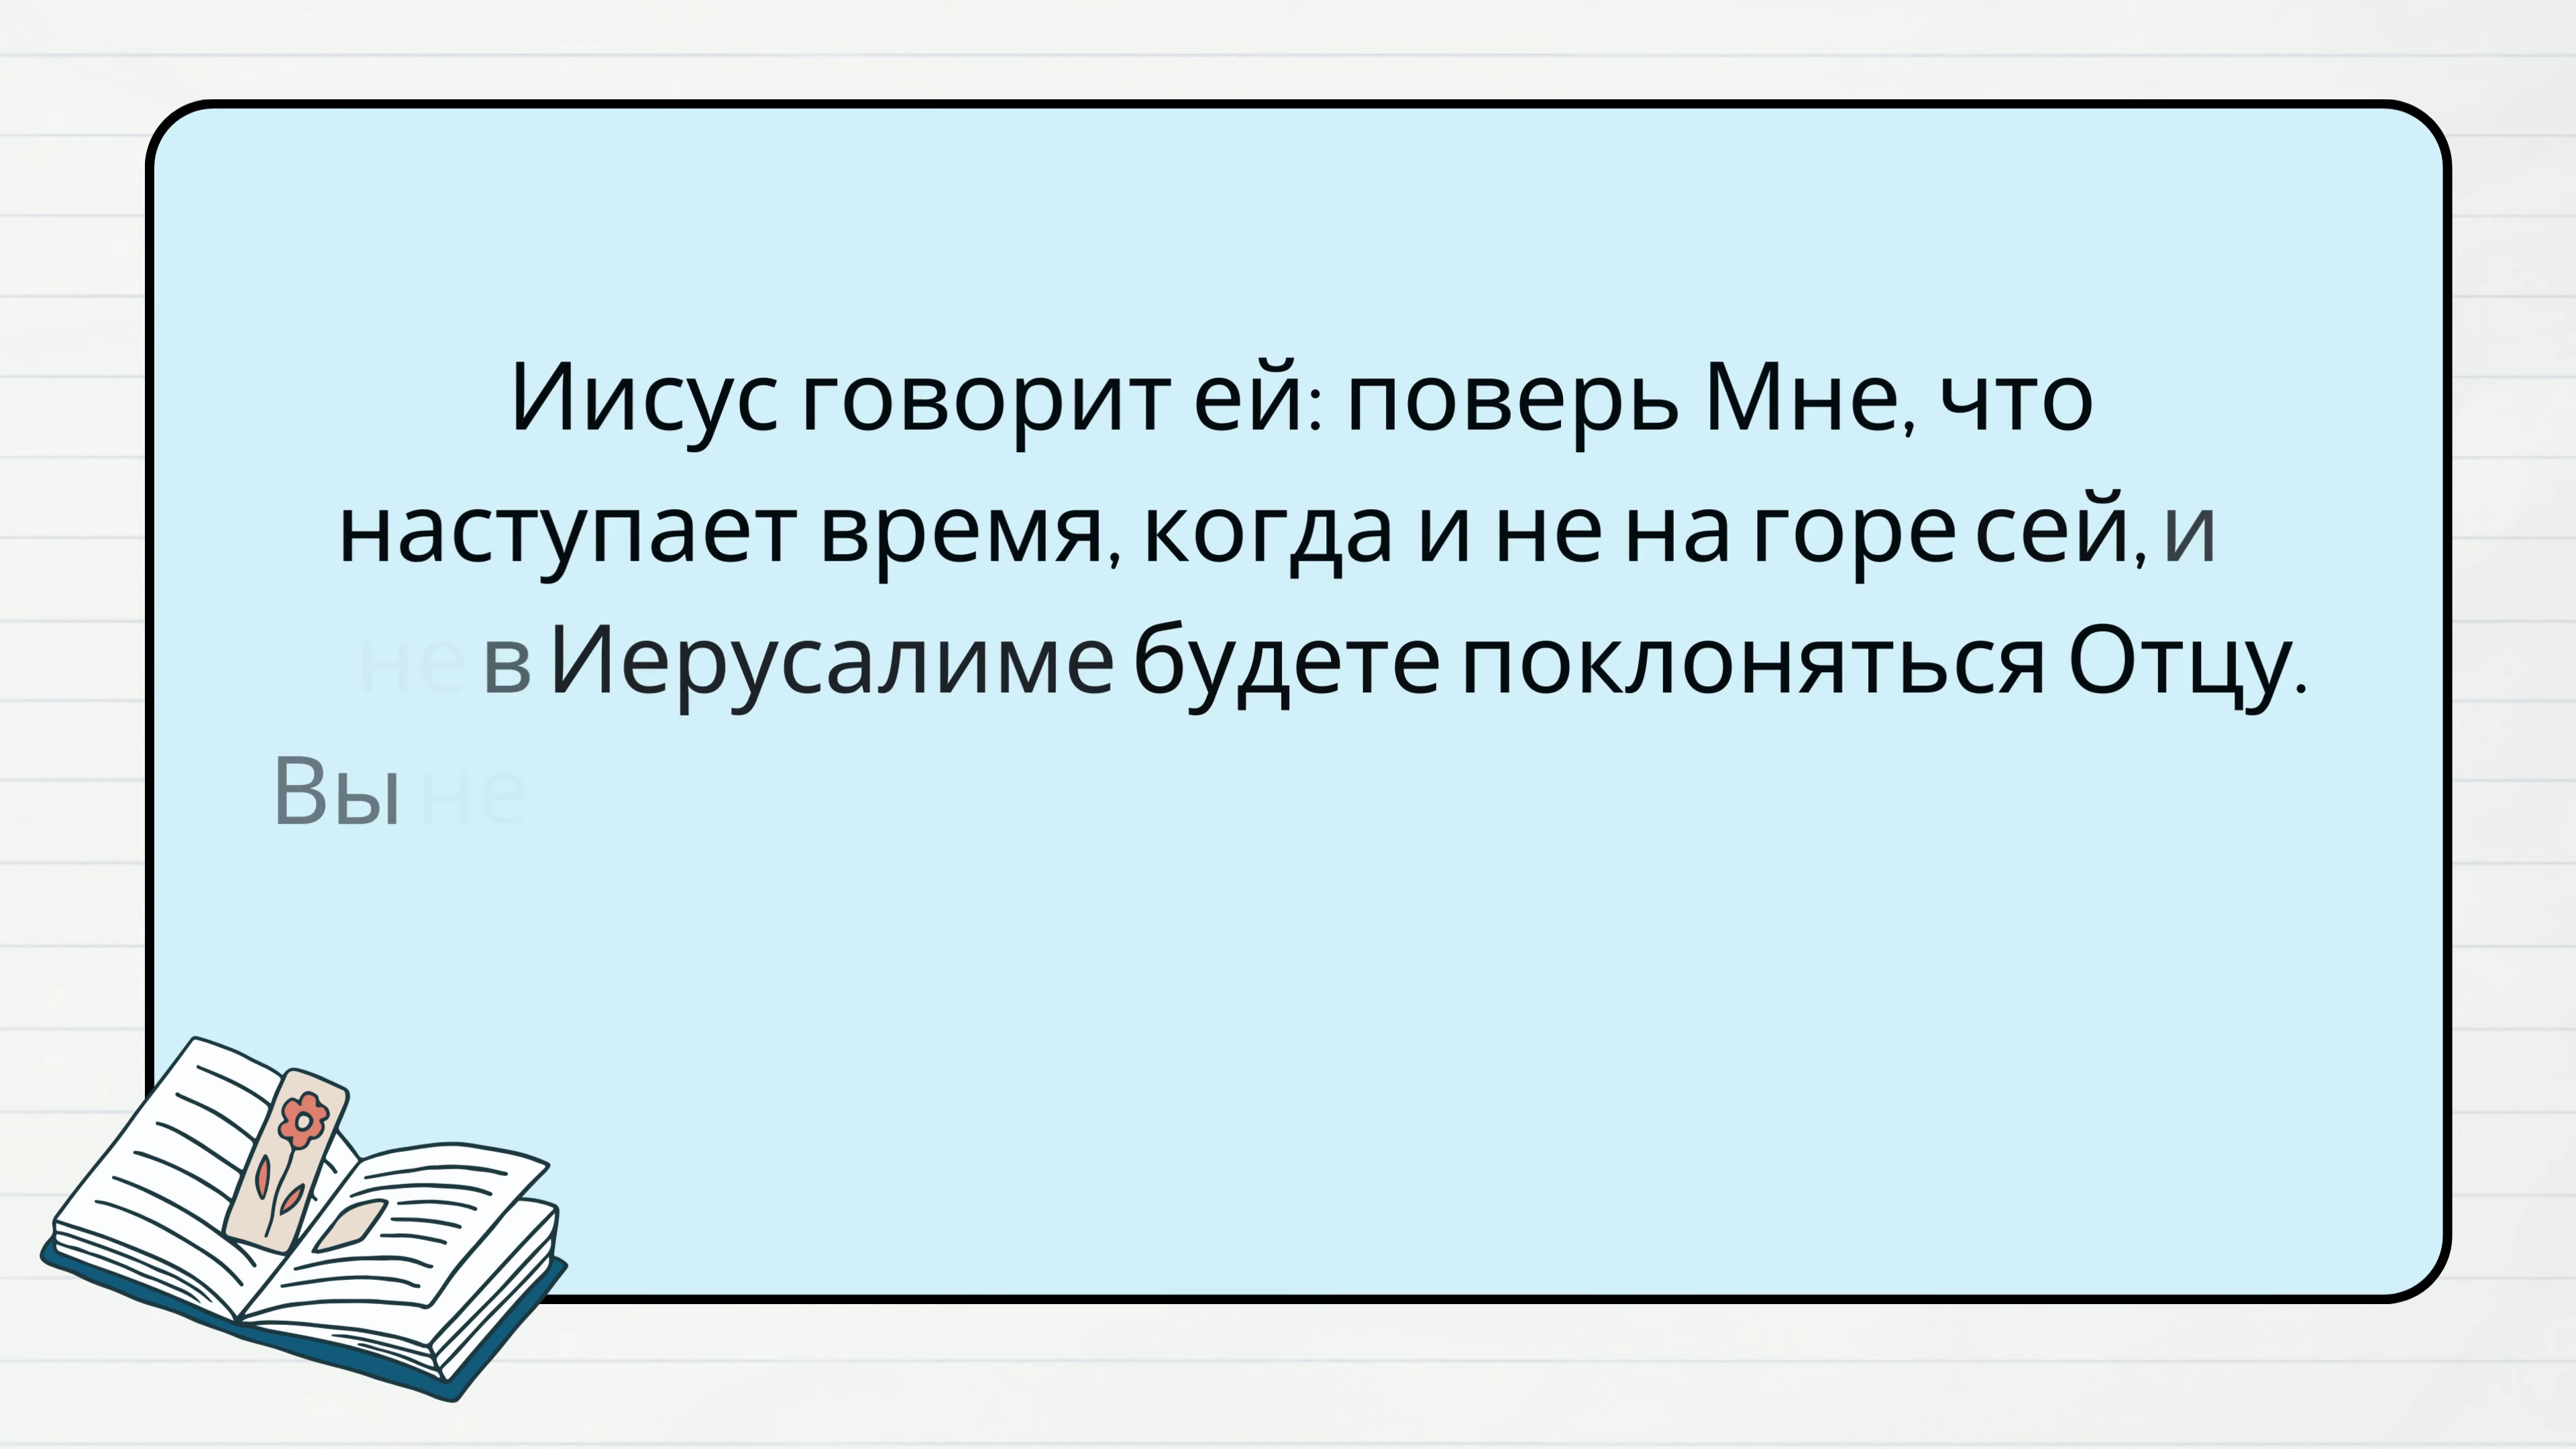 Иисус говорит ей: поверь Мне, что
наступает время, когда и не на горе сей, и
не в Иерусалиме будете поклоняться Отцу.
Вы не